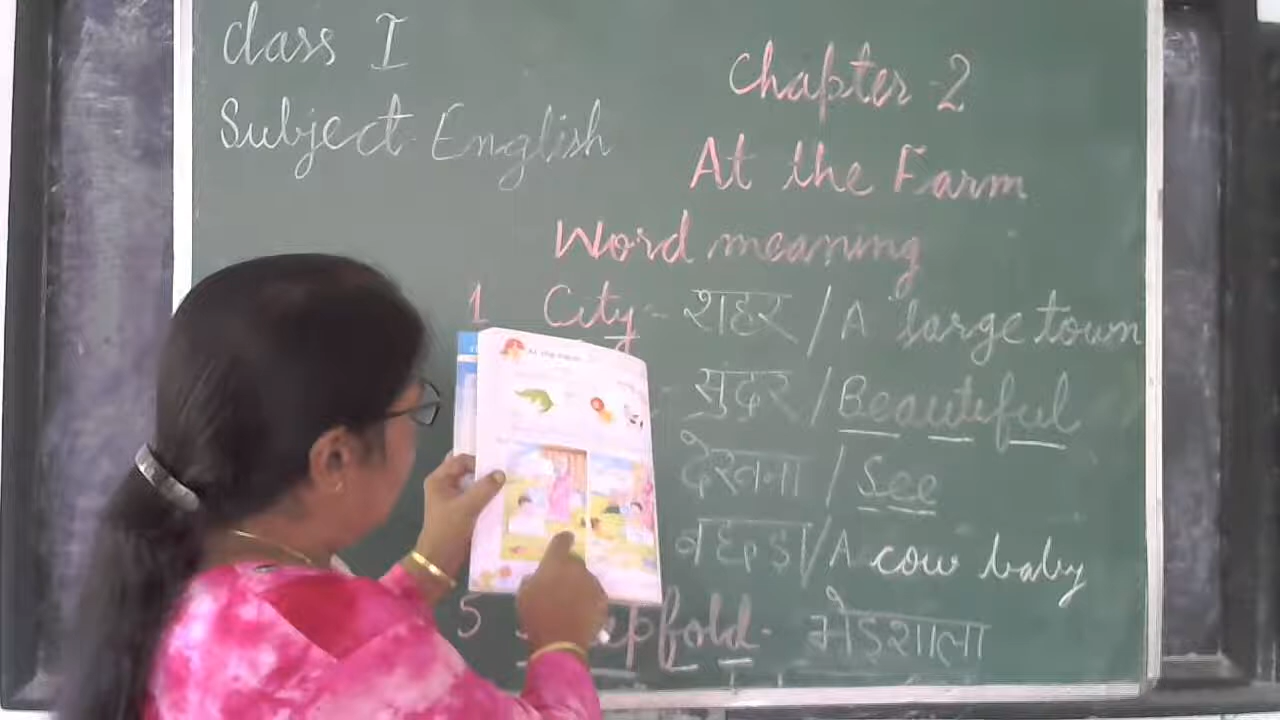 Class I
Subject English
Chapter-2
At the Farm
Word meaning
1 City - शहर / A large town
सुंदर / Beautiful
देखना / See
बछड़ा / A cow baby
5 भेड़शाला